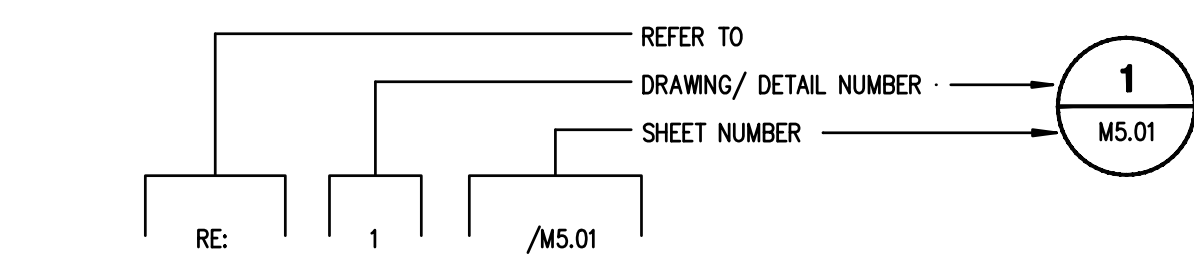 REFER TO
DRAWING/ DETAIL NUMBER
1
SHEET NUMBER
M5.01
RE: 1 /M5.01